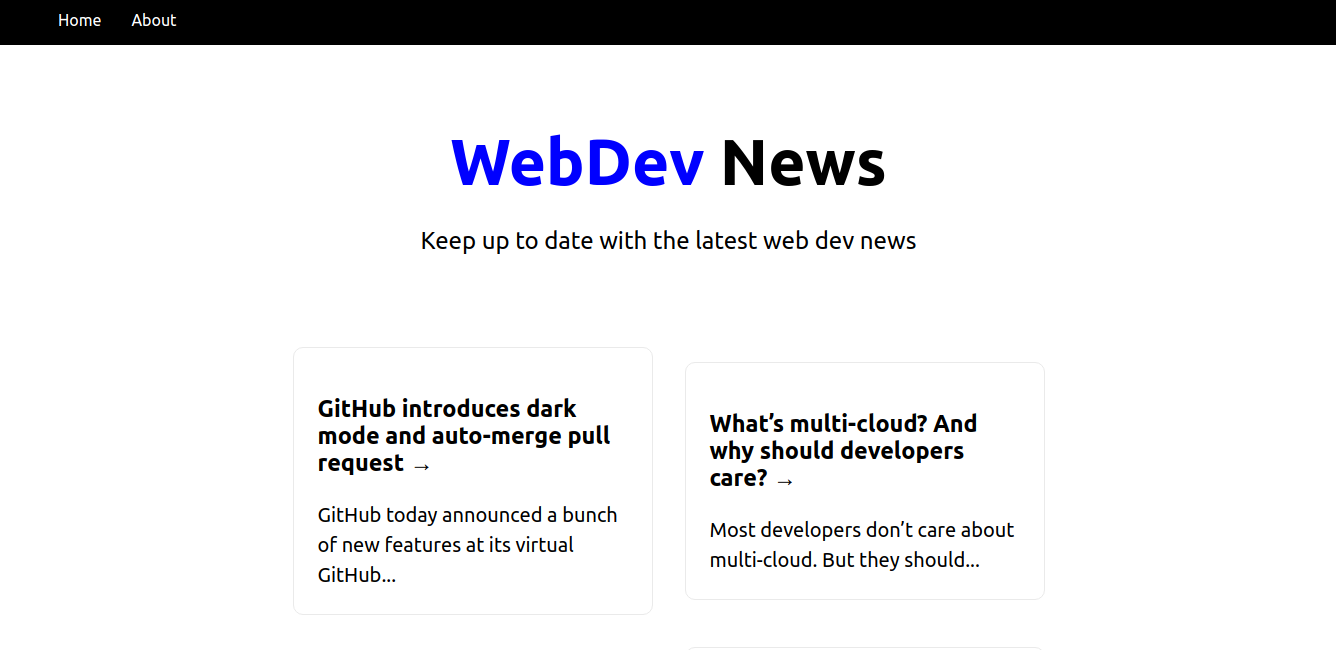 Home About
WebDev News
Keep up to date with the latest web dev news
GitHub introduces dark
mode and auto-merge pull
request →
GitHub today announced a bunch
of new features at its virtual
GitHub...
What’s multi-cloud? And
why should developers
care? →
Most developers don’t care about
multi-cloud. But they should...